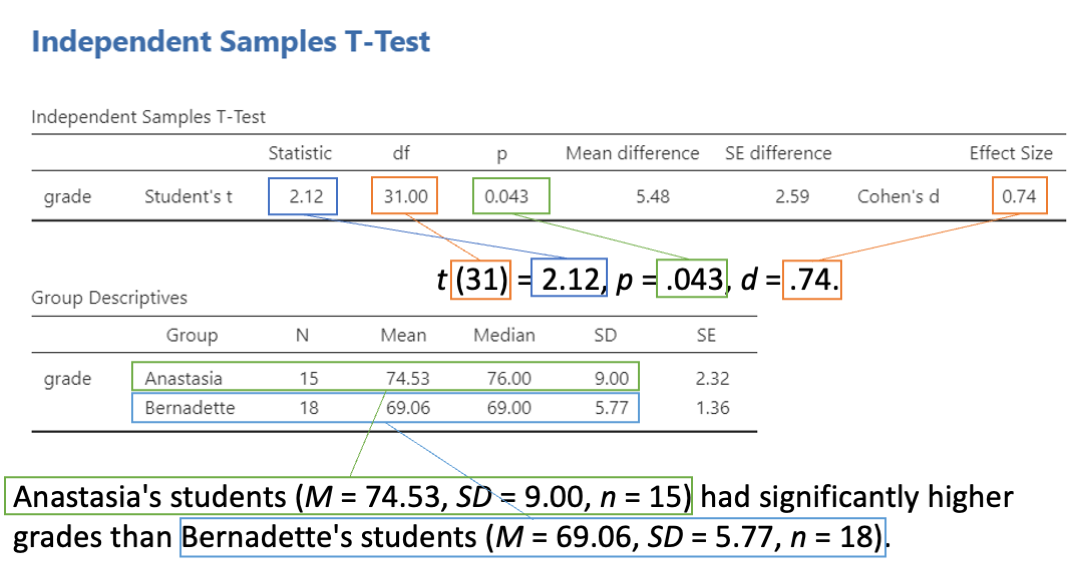 Independent Samples T-Test
Independent Samples T-Test
Statistic df p Mean difference SE difference Effect Size
grade Student's t 2.12 31.00 0.043 5.48 2.59 Cohen's d 0.74
t (31) = 2.12, p = .043, d = .74.
Group Descriptives
Group N Mean Median SD SE
grade Anastasia 15 74.53 76.00 9.00 2.32
Bernadette 18 69.06 69.00 5.77 1.36
Anastasia's students (M = 74.53, SD = 9.00, n = 15) had significantly higher
grades than Bernadette's students (M = 69.06, SD = 5.77, n = 18).